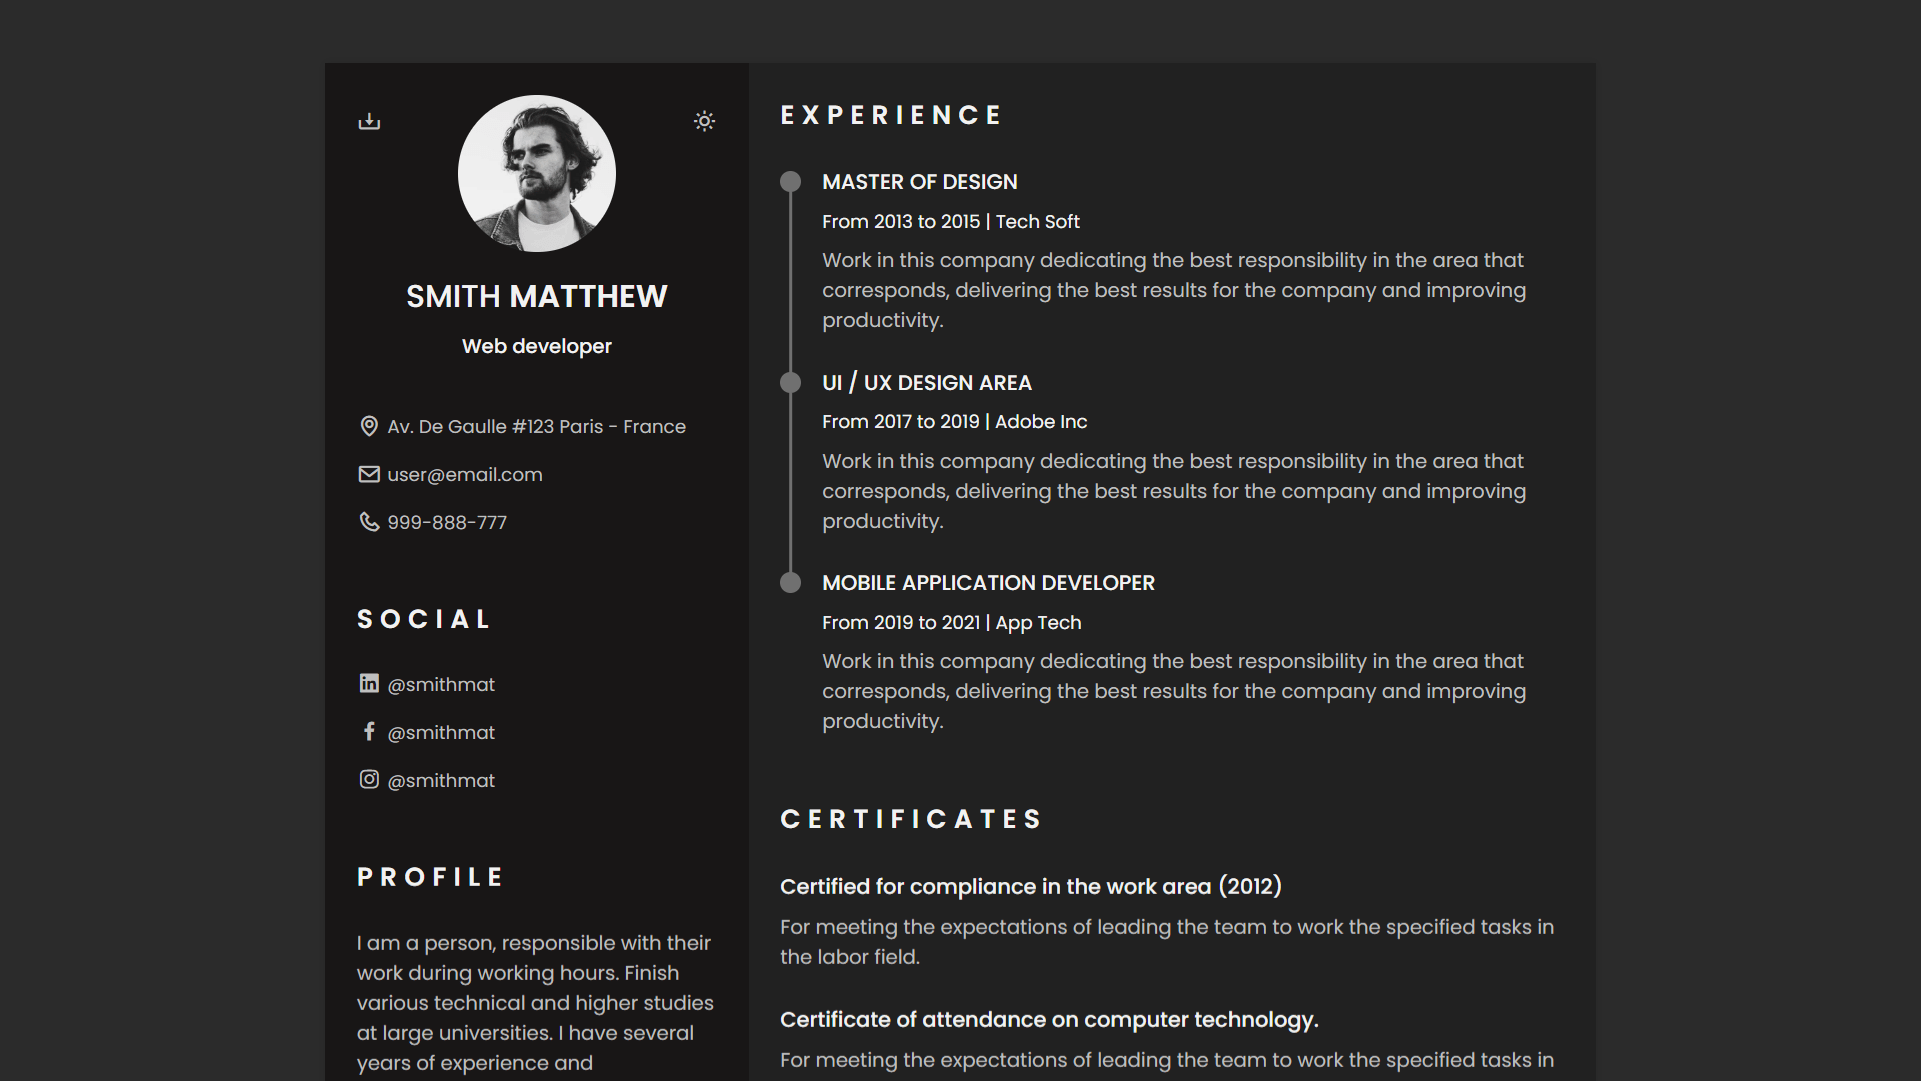 SMITH MATTHEW
Web developer
Av. De Gaulle #123 Paris - France
user@email.com
999-888-777
SOCIAL
@smithmat
@smithmat
@smithmat
PROFILE
I am a person, responsible with their
work during working hours. Finish
various technical and higher studies
at large universities. I have several
years of experience and
EXPERIENCE
MASTER OF DESIGN
From 2013 to 2015 | Tech Soft
Work in this company dedicating the best responsibility in the area that
corresponds, delivering the best results for the company and improving
productivity.
UI / UX DESIGN AREA
From 2017 to 2019 | Adobe Inc
Work in this company dedicating the best responsibility in the area that
corresponds, delivering the best results for the company and improving
productivity.
MOBILE APPLICATION DEVELOPER
From 2019 to 2021 | App Tech
Work in this company dedicating the best responsibility in the area that
corresponds, delivering the best results for the company and improving
productivity.
CERTIFICATES
Certified for compliance in the work area (2012)
For meeting the expectations of leading the team to work the specified tasks in
the labor field.
Certificate of attendance on computer technology.
For meeting the expectations of leading the team to work the specified tasks in